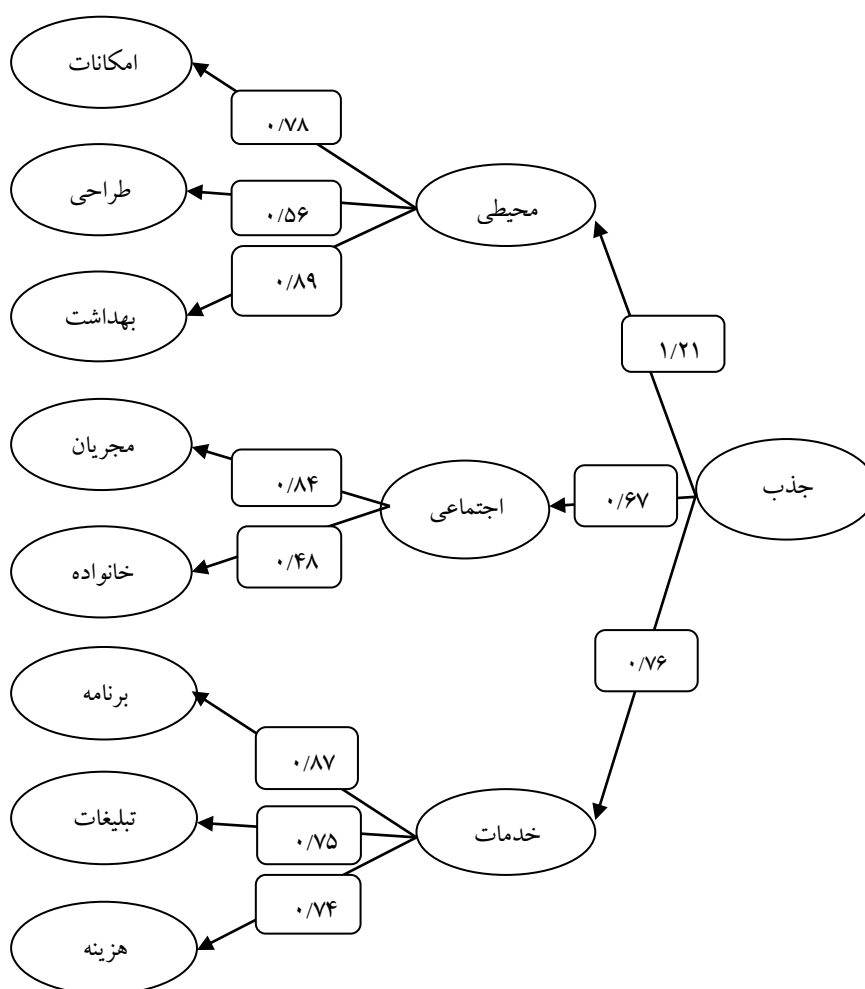 امکانات
۰/۷۸
طراحی
محیطی
۰/۵۶
۰/۸۹
بهداشت
۱/۲۱
مجریان
۰/۸۴
جذب
اجتماعی
۰/۶۷
۰/۴۸
خانواده
۰/۷۶
برنامه
۰/۸۷
تبلیغات
خدمات
۰/۷۵
۰/۷۴
هزینه